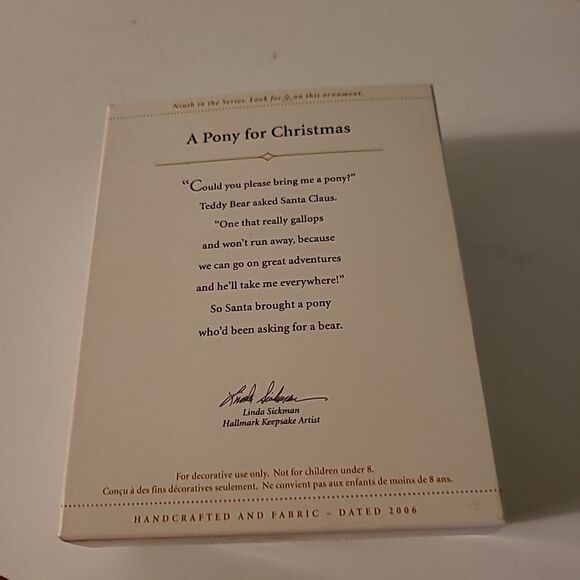 Ninth in the Series. Look for on this ornament.
A Pony for Christmas
“Could you please bring me a pony?”
Teddy Bear asked Santa Claus.
“One that really gallops
and won’t run away, because
we can go on great adventures
and he’ll take me everywhere!”
So Santa brought a pony
who’d been asking for a bear.
Linda Sickman
Linda Sickman
Hallmark Keepsake Artist
For decorative use only. Not for children under 8.
Conçu à des fins décoratives seulement. Ne convient pas aux enfants de moins de 8 ans.
HANDCRAFTED AND FABRIC – DATED 2006